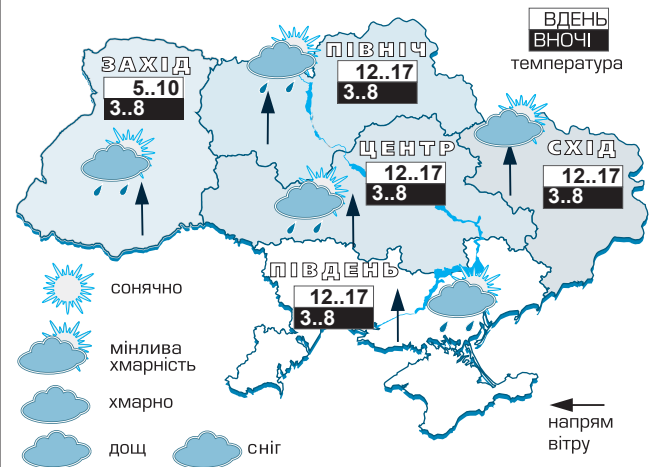 ВДЕНЬ
ВНОЧІ
температура
ЗАХІД
5..10
3..8
ПІВНІЧ
12..17
3..8
ЦЕНТР
12..17
3..8
СХІД
12..17
3..8
ПІВДЕНЬ
12..17
3..8
сонячно
мінлива
хмарність
хмарно
дощ
сніг
напрям
вітру